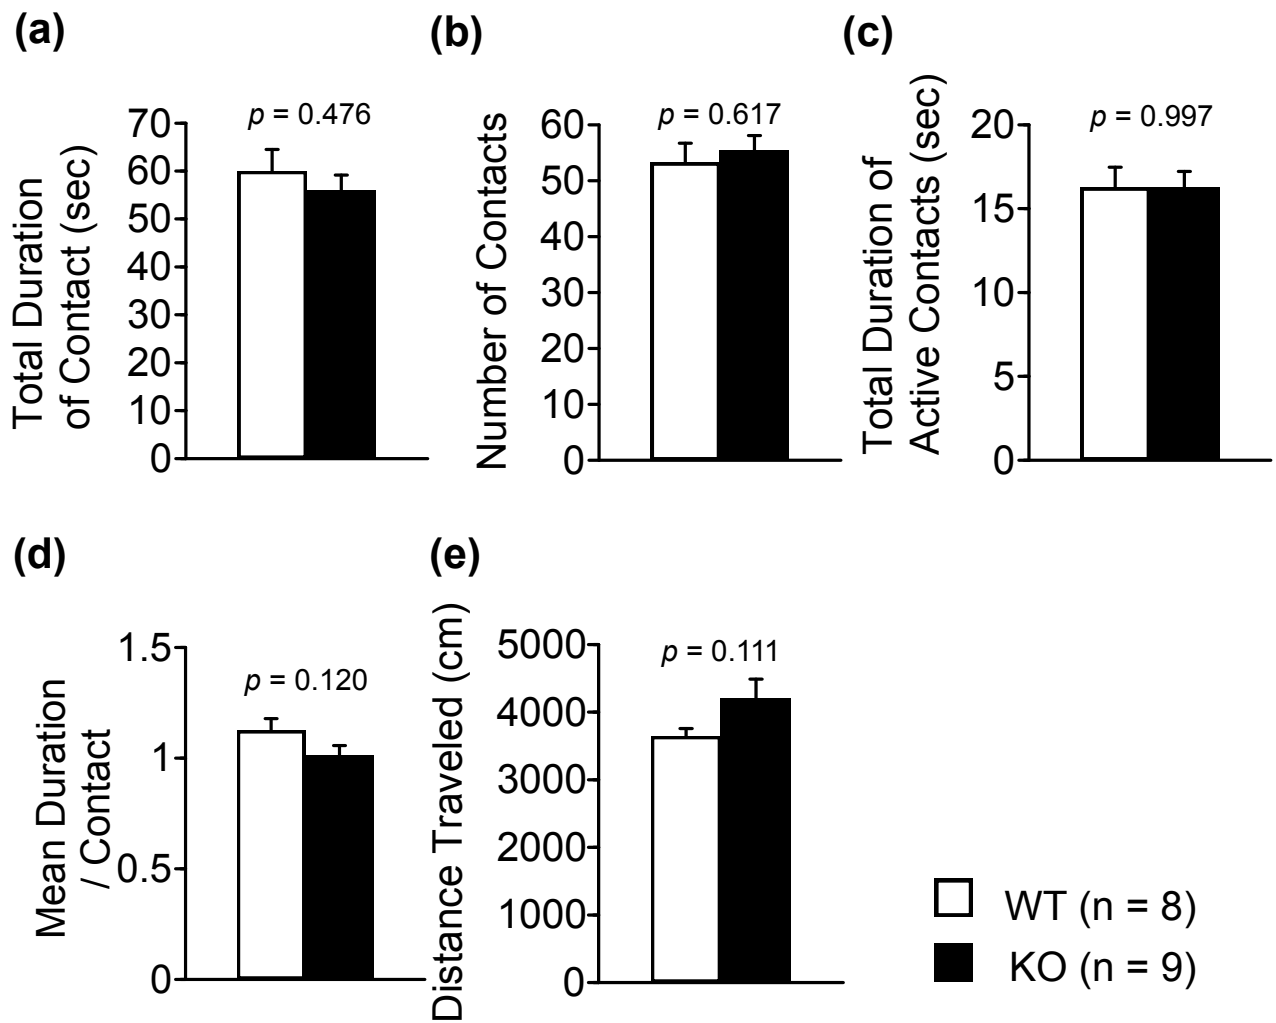 (a)
p = 0.476
Total Duration
of Contact (sec)
70
60
50
40
30
20
10
0
(b)
p = 0.617
Number of Contacts
60
50
40
30
20
10
0
(c)
p = 0.997
Total Duration of
Active Contacts (sec)
20
15
10
5
0
(d)
p = 0.120
Mean Duration
/ Contact
1.5
1
0.5
0
(e)
p = 0.111
Distance Traveled (cm)
5000
4000
3000
2000
1000
0
WT (n = 8)
KO (n = 9)